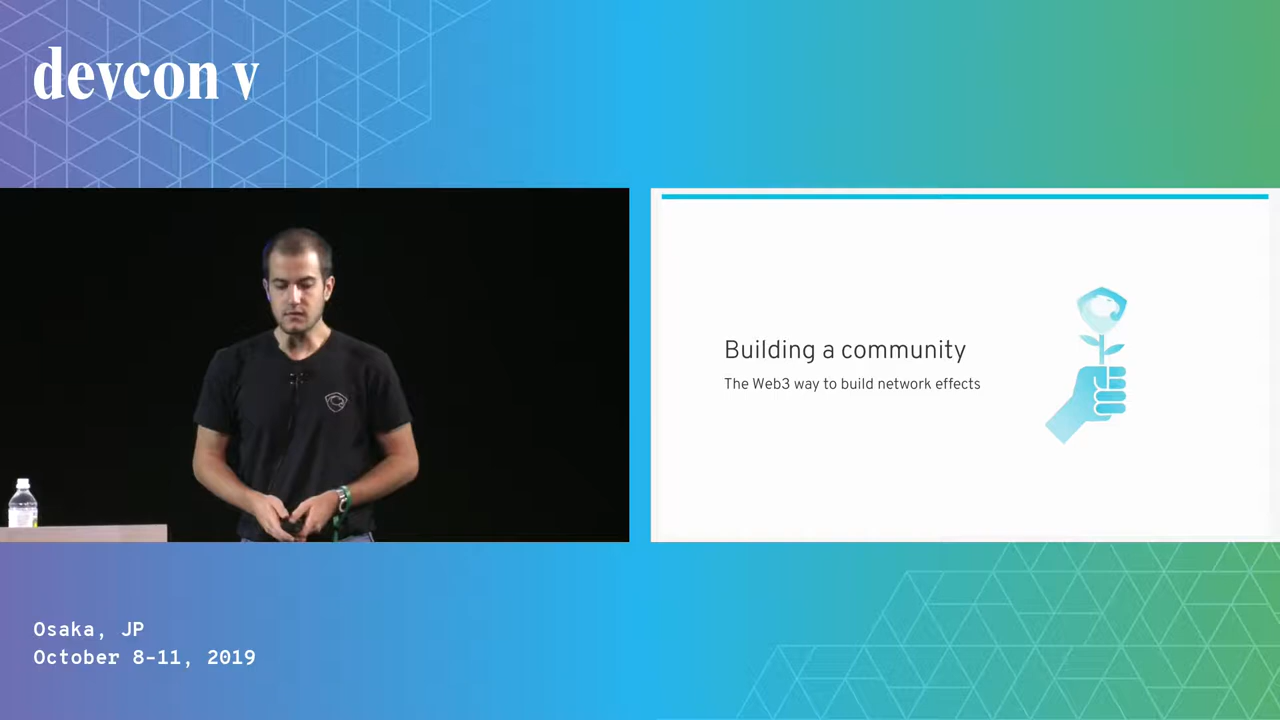 devcon v
Building a community
The Web3 way to build network effects
Osaka, JP
October 8-11, 2019